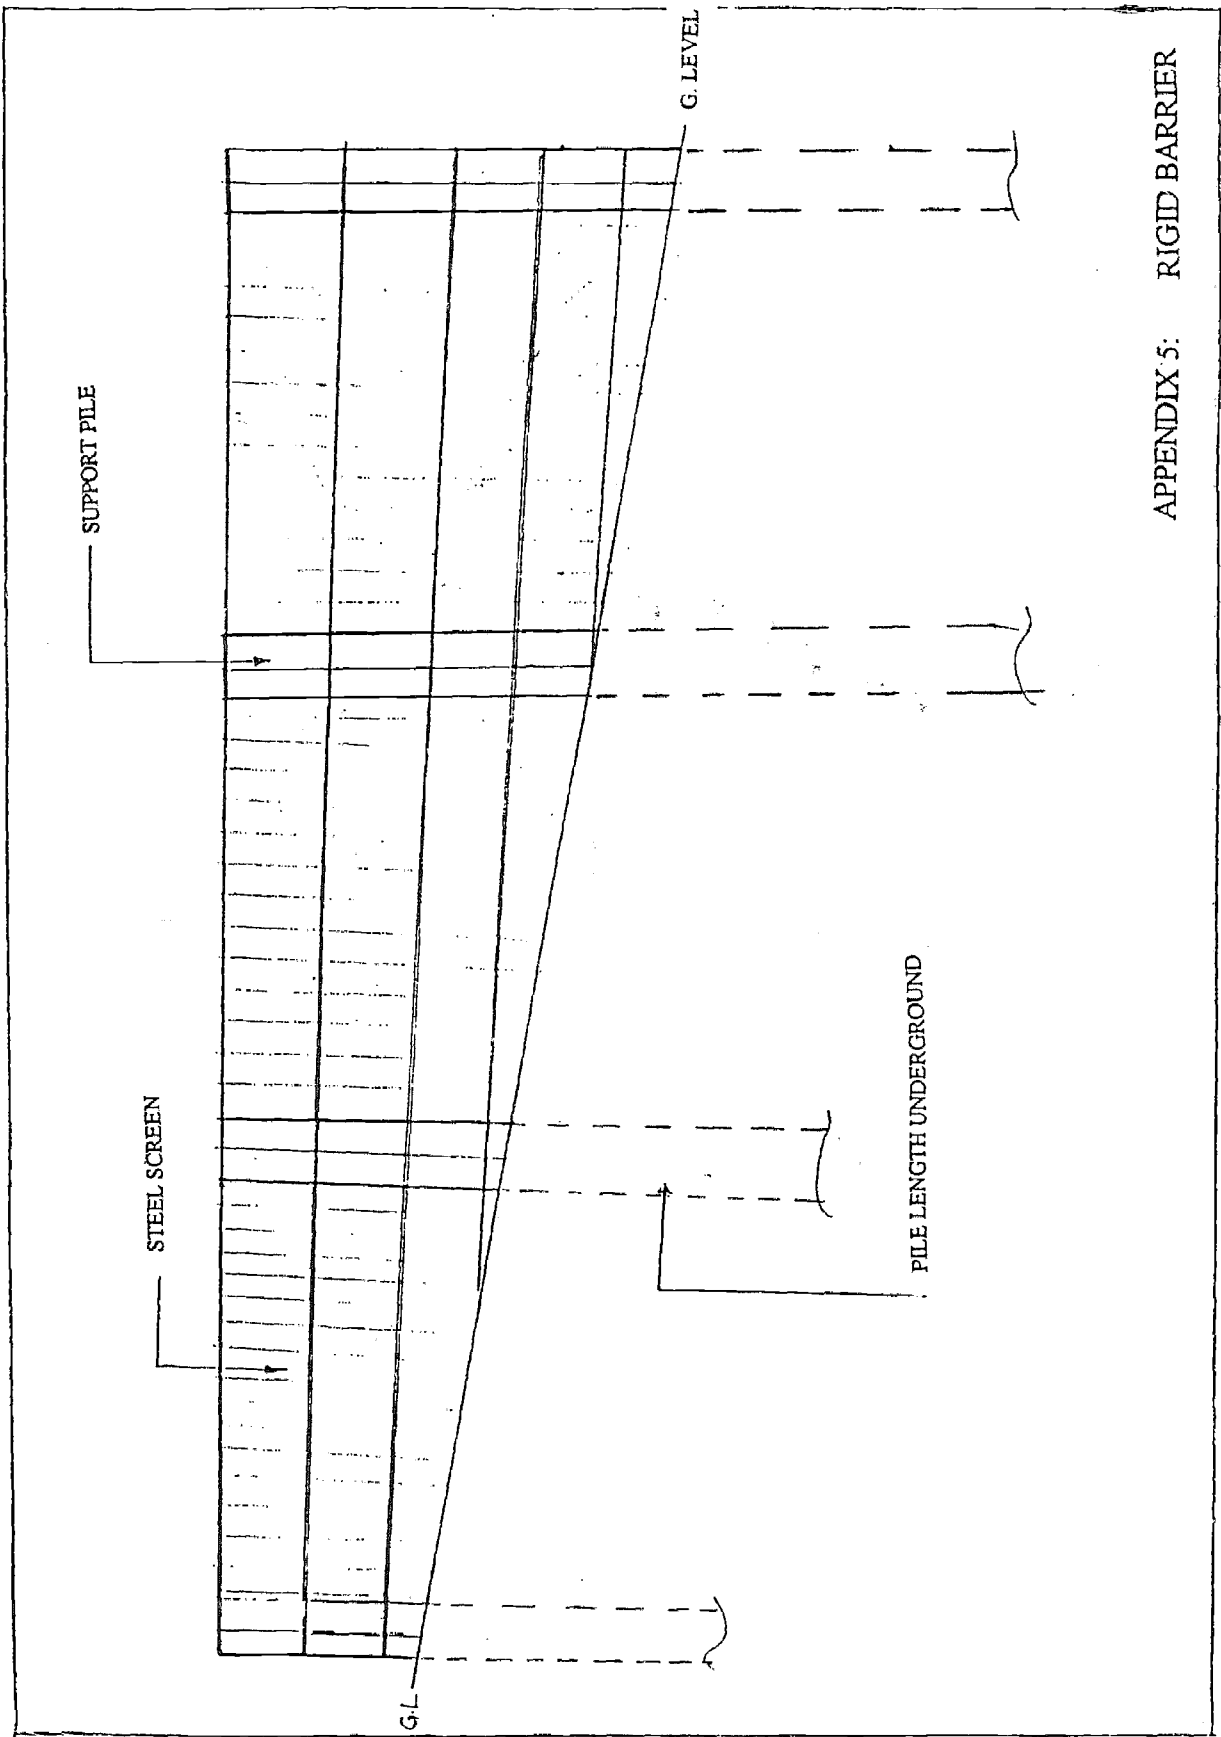 SUPPORT PILE
STEEL SCREEN
G. LEVEL
G.L
PILE LENGTH UNDERGROUND
APPENDIX 5: RIGID BARRIER